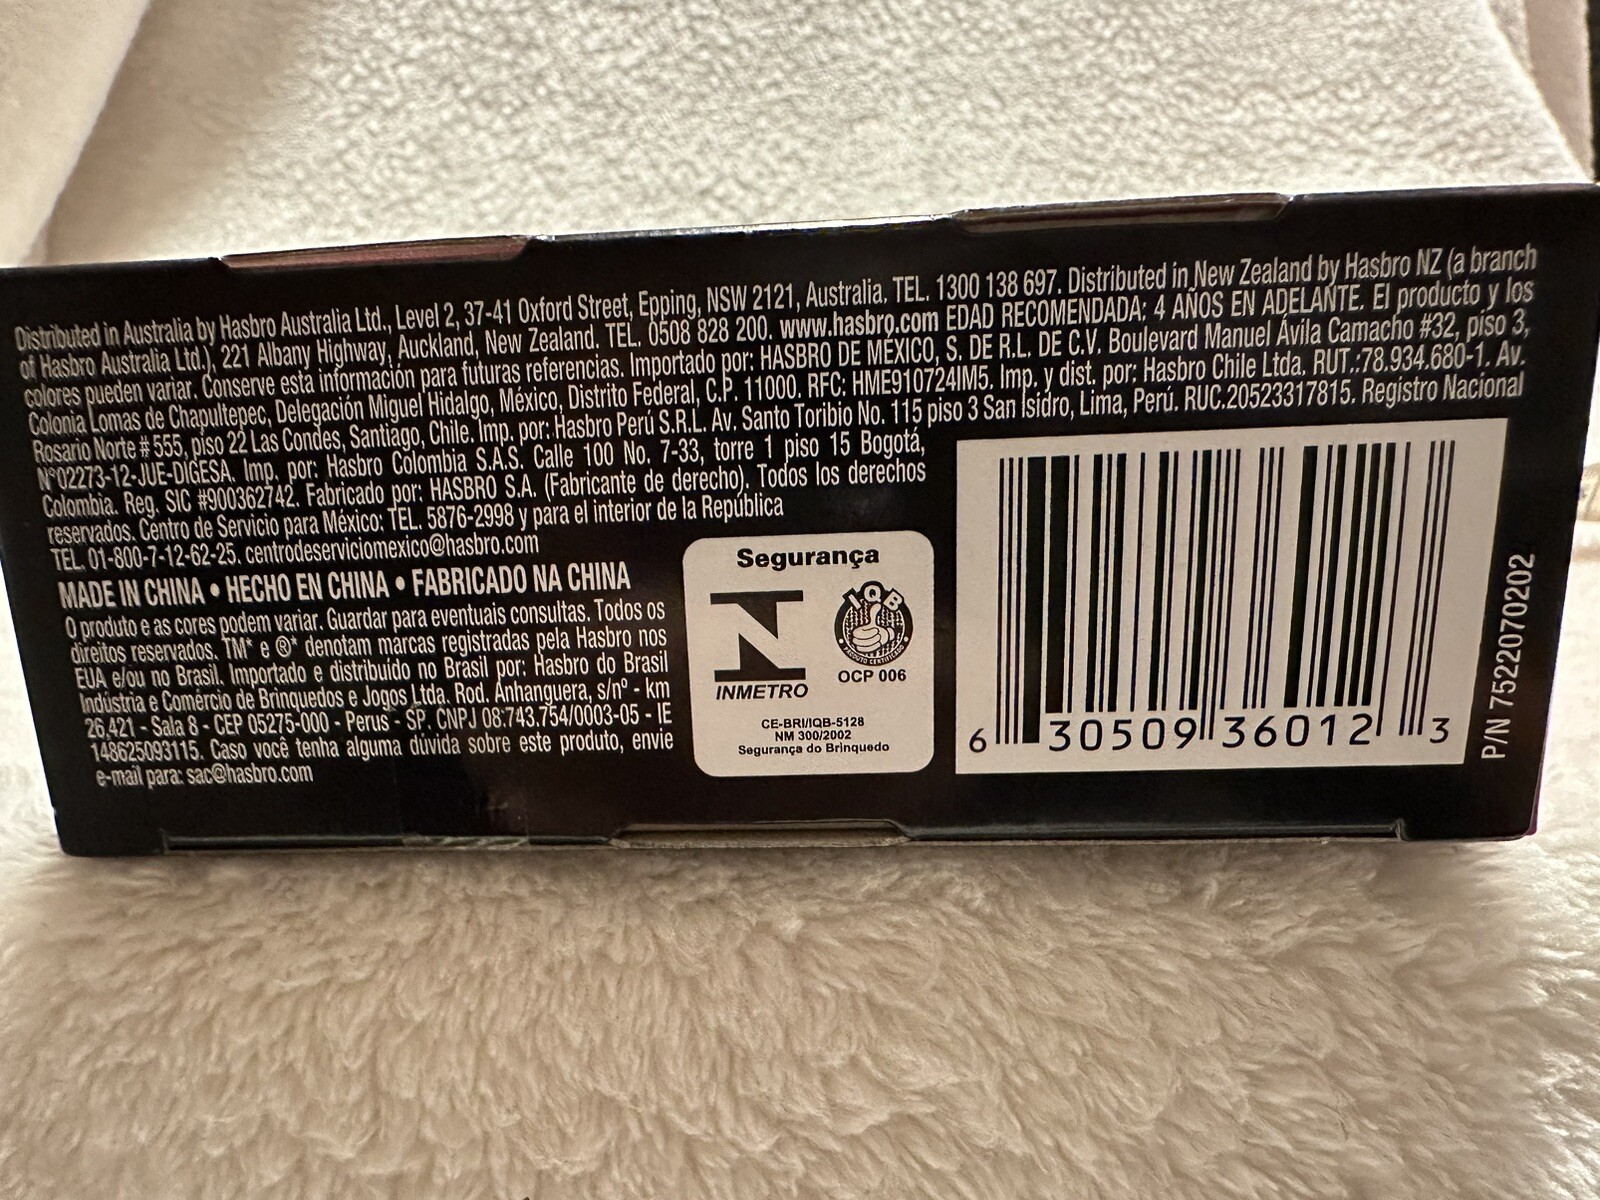 Distributed in Australia by Hasbro Australia Ltd., Level 2, 37-41 Oxford Street, Epping, NSW 2121, Australia. TEL. 1300 138 697. Distributed in New Zealand by Hasbro NZ (a branch
of Hasbro Australia Ltd.), 221 Albany Highway, Auckland, New Zealand. TEL. 0508 828 200. www.hasbro.com EDAD RECOMENDADA: 4 AÑOS EN ADELANTE. El producto y los
colores pueden variar. Conserve esta información para futuras referencias. Importado por: HASBRO DE MÉXICO, S. DE R.L. DE C.V. Boulevard Manuel Ávila Camacho #32, piso 3,
Colonia Lomas de Chapultepec, Delegación Miguel Hidalgo, México, Distrito Federal, C.P. 11000. RFC: HME910724IM5. Imp. y dist. por: Hasbro Chile Ltda. RUT.:78.934.680-1. Av.
Rosario Norte # 555, piso 22 Las Condes, Santiago, Chile. Imp. por: Hasbro Perú S.R.L. Av. Santo Toribio No. 115 piso 3 San Isidro, Lima, Perú. RUC.20523317815. Registro Nacional
N°02273-12-JUE-DIGESA. Imp. por: Hasbro Colombia S.A.S. Calle 100 No. 7-33, torre 1 piso 15 Bogotá,
Colombia. Reg. SIC #900362742. Fabricado por: HASBRO S.A. (Fabricante de derecho). Todos los derechos
reservados. Centro de Servicio para México: TEL. 5876-2998 y para el interior de la República
TEL. 01-800-7-12-62-25. centrodeserviciomexico@hasbro.com
MADE IN CHINA • HECHO EN CHINA • FABRICADO NA CHINA
O produto e as cores podem variar. Guardar para eventuais consultas. Todos os
direitos reservados. TM* e ®* denotam marcas registradas pela Hasbro nos
EUA e/ou no Brasil. Importado e distribuído no Brasil por: Hasbro do Brasil
Indústria e Comércio de Brinquedos e Jogos Ltda. Rod. Anhanguera, s/nº - km
26,421 - Sala 8 - CEP 05275-000 - Perus - SP. CNPJ 08.743.754/0003-05 - IE
148625093115. Caso você tenha alguma dúvida sobre este produto, envie
e-mail para: sac@hasbro.com
Segurança
INMETRO
IQB
PRODUTO CERTIFICADO
OCP 006
CE-BRI/IQB-5128
NM 300/2002
Segurança do Brinquedo
6 30509 36012 3
P/N 7522070202